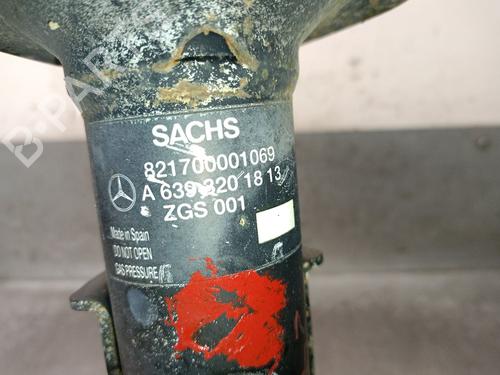 SACHS
821700001069
A 639 320 18 13
ZGS 001
Made in Spain
DO NOT OPEN
GAS PRESSURE